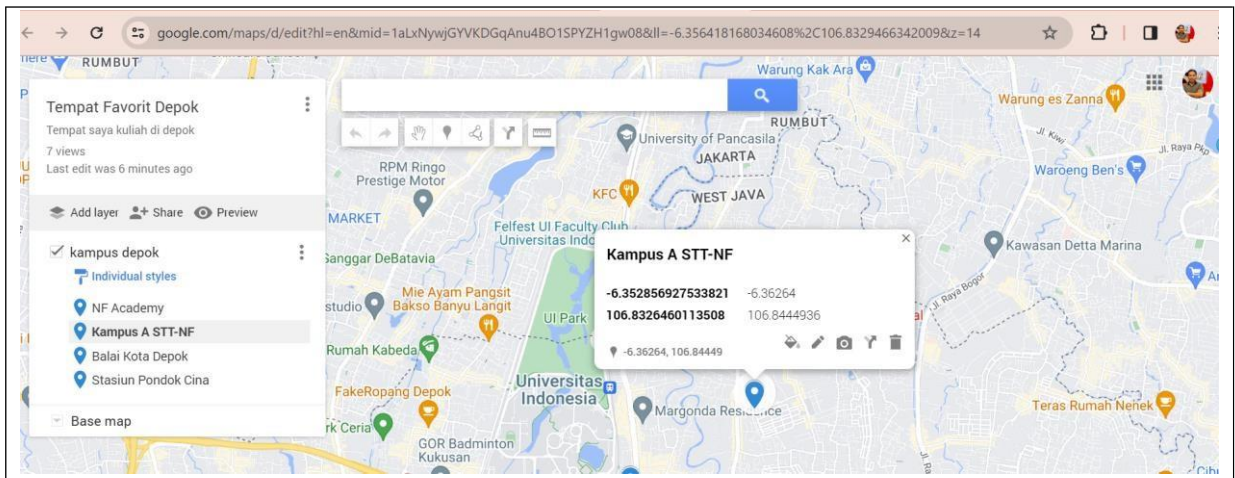 google.com/maps/d/edit?hl=en&mid=1aLxNywjGYVKDGqAnu4BO1SPYZH1gw08&ll=-6.356418168034608%2C106.8329466342009&z=14
RUMBUT
Warung Kak Ara
Tempat Favorit Depok
Tempat saya kuliah di depok
7 views
Last edit was 6 minutes ago
Add layer Share Preview
kampus depok
Individual styles
NF Academy
Kampus A STT-NF
Balai Kota Depok
Stasiun Pondok Cina
Base map
Warung es Zanna
RUMBUT
University of Pancasila
JAKARTA
Jl. Raya
RPM Ringo
Prestige Motor
Waroeng Ben's
KFC
WEST JAVA
MARKET
Felfest UI Faculty Club
Universitas Indo
Kawasan Detta Marina
Sanggar DeBatavia
Kampus A STT-NF
-6.352856927533821 -6.36264
106.8326460113508 106.8444936
-6.36264, 106.84449
Jl. Raya Bogor
Mie Ayam Pangsit
Bakso Banyu Langit
studio
UI Park
Rumah Kabeda
Universitas
Indonesia
FakeRopang Depok
Margonda Residence
Teras Rumah Nenek
rk Ceria
GOR Badminton
Kukusan